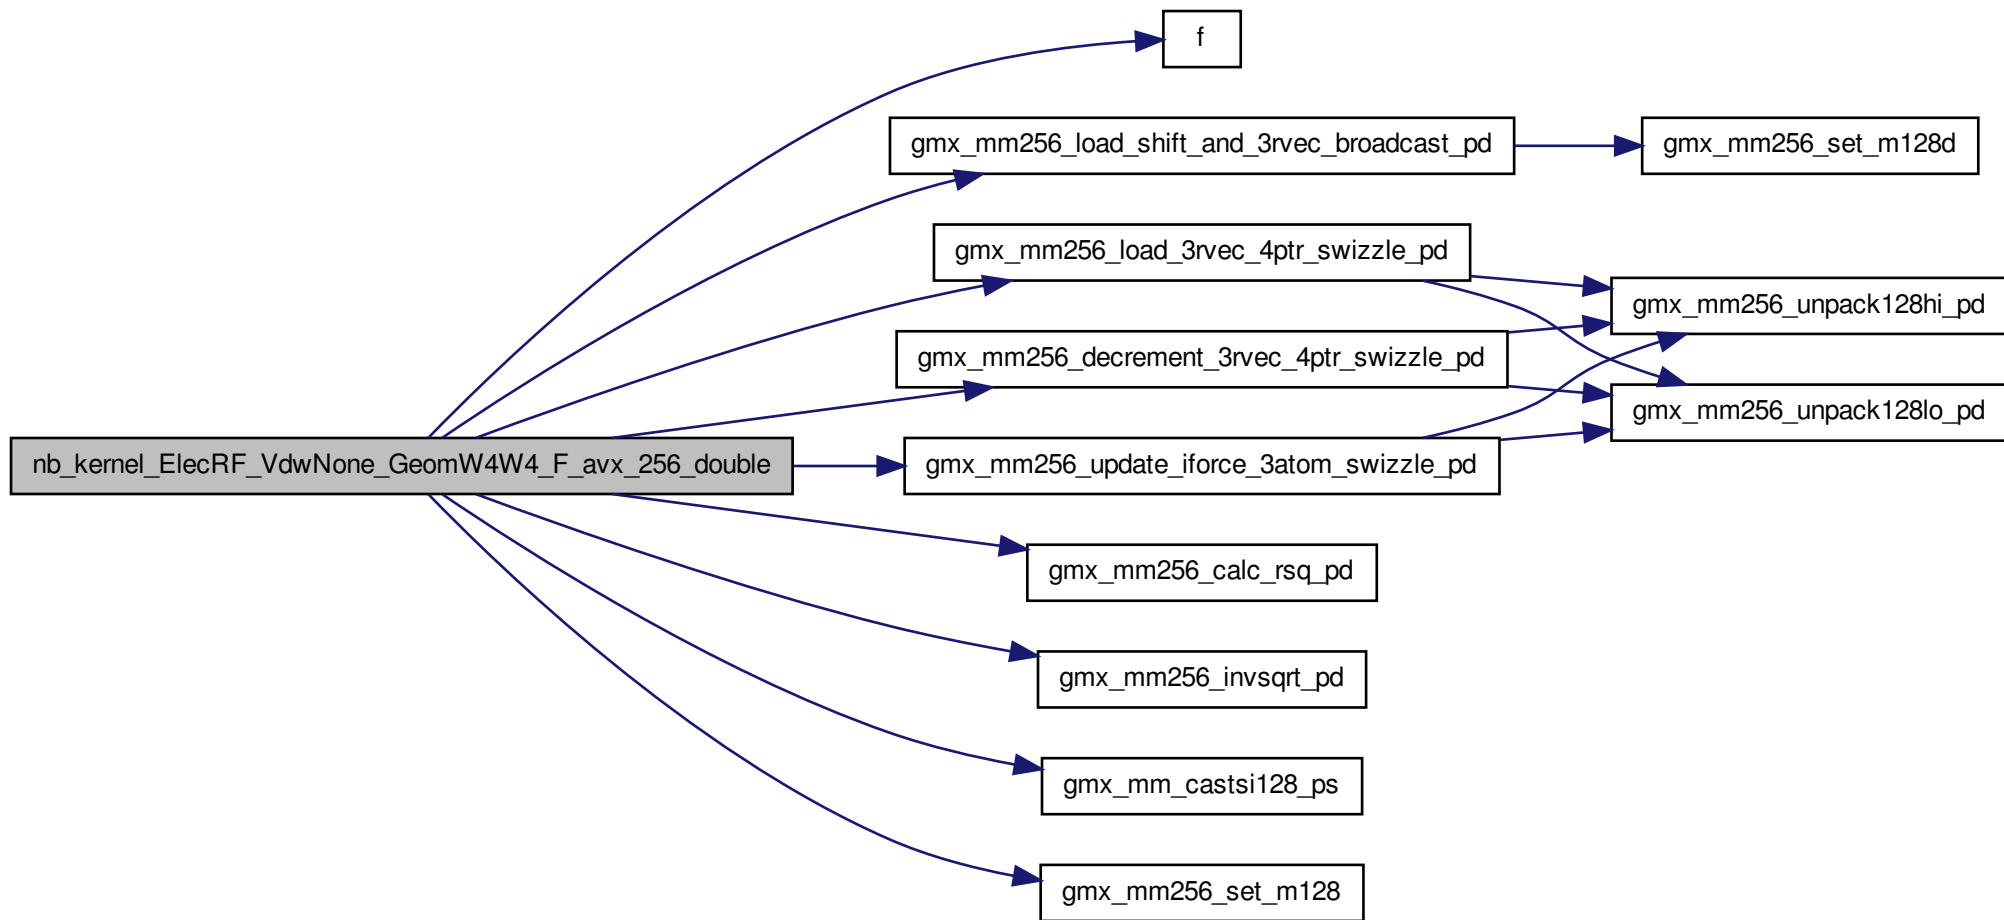 f
gmx_mm256_load_shift_and_3rvec_broadcast_pd
gmx_mm256_set_m128d
gmx_mm256_load_3rvec_4ptr_swizzle_pd
gmx_mm256_unpack128hi_pd
gmx_mm256_decrement_3rvec_4ptr_swizzle_pd
gmx_mm256_unpack128lo_pd
nb_kernel_ElecRF_VdwNone_GeomW4W4_F_avx_256_double
gmx_mm256_update_iforce_3atom_swizzle_pd
gmx_mm256_calc_rsq_pd
gmx_mm256_invsqrt_pd
gmx_mm_castsi128_ps
gmx_mm256_set_m128